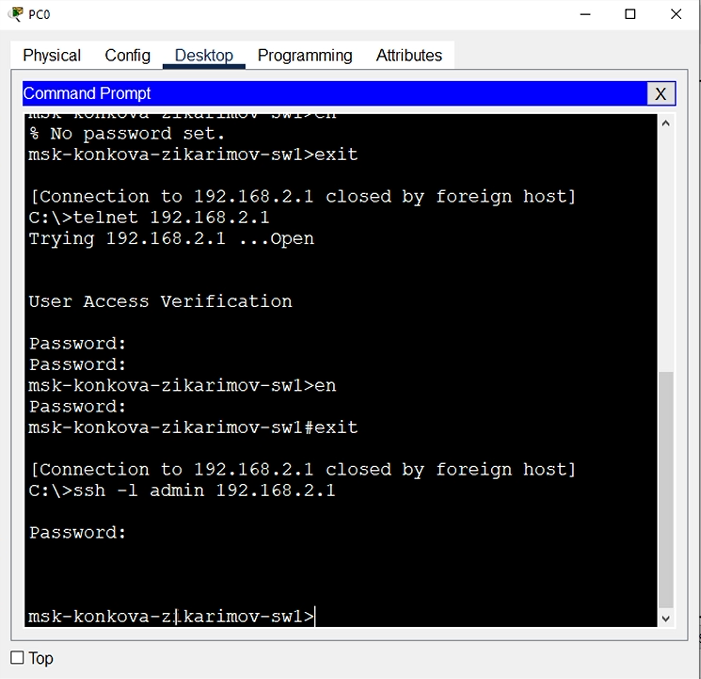 PC0
Physical Config Desktop Programming Attributes
Command Prompt X
msk-konkova-zikarimov-sw1>en
% No password set.
msk-konkova-zikarimov-sw1>exit
[Connection to 192.168.2.1 closed by foreign host]
C:\>telnet 192.168.2.1
Trying 192.168.2.1 ...Open
User Access Verification
Password:
Password:
msk-konkova-zikarimov-sw1>en
Password:
msk-konkova-zikarimov-sw1#exit
[Connection to 192.168.2.1 closed by foreign host]
C:\>ssh -l admin 192.168.2.1
Password:
msk-konkova-zikarimov-sw1>
Top